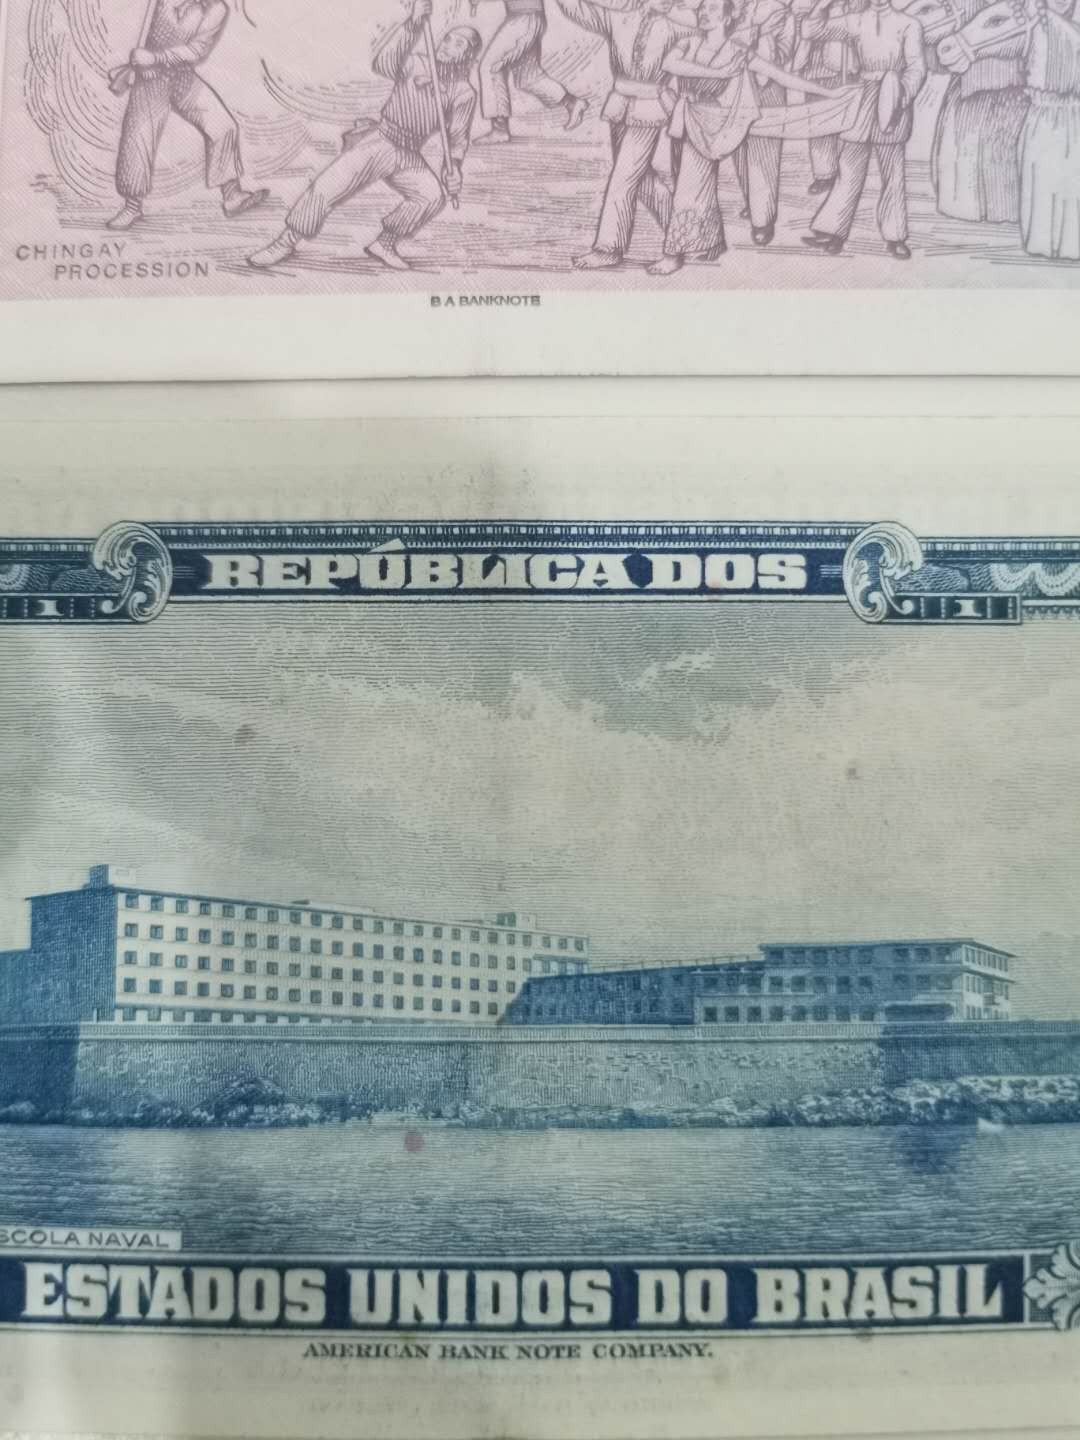 CHINGAY
PROCESSION
B A BANKNOTE
REPÚBLICA DOS
1
1
SCOLA NAVAL
ESTADOS UNIDOS DO BRASIL
AMERICAN BANK NOTE COMPANY.